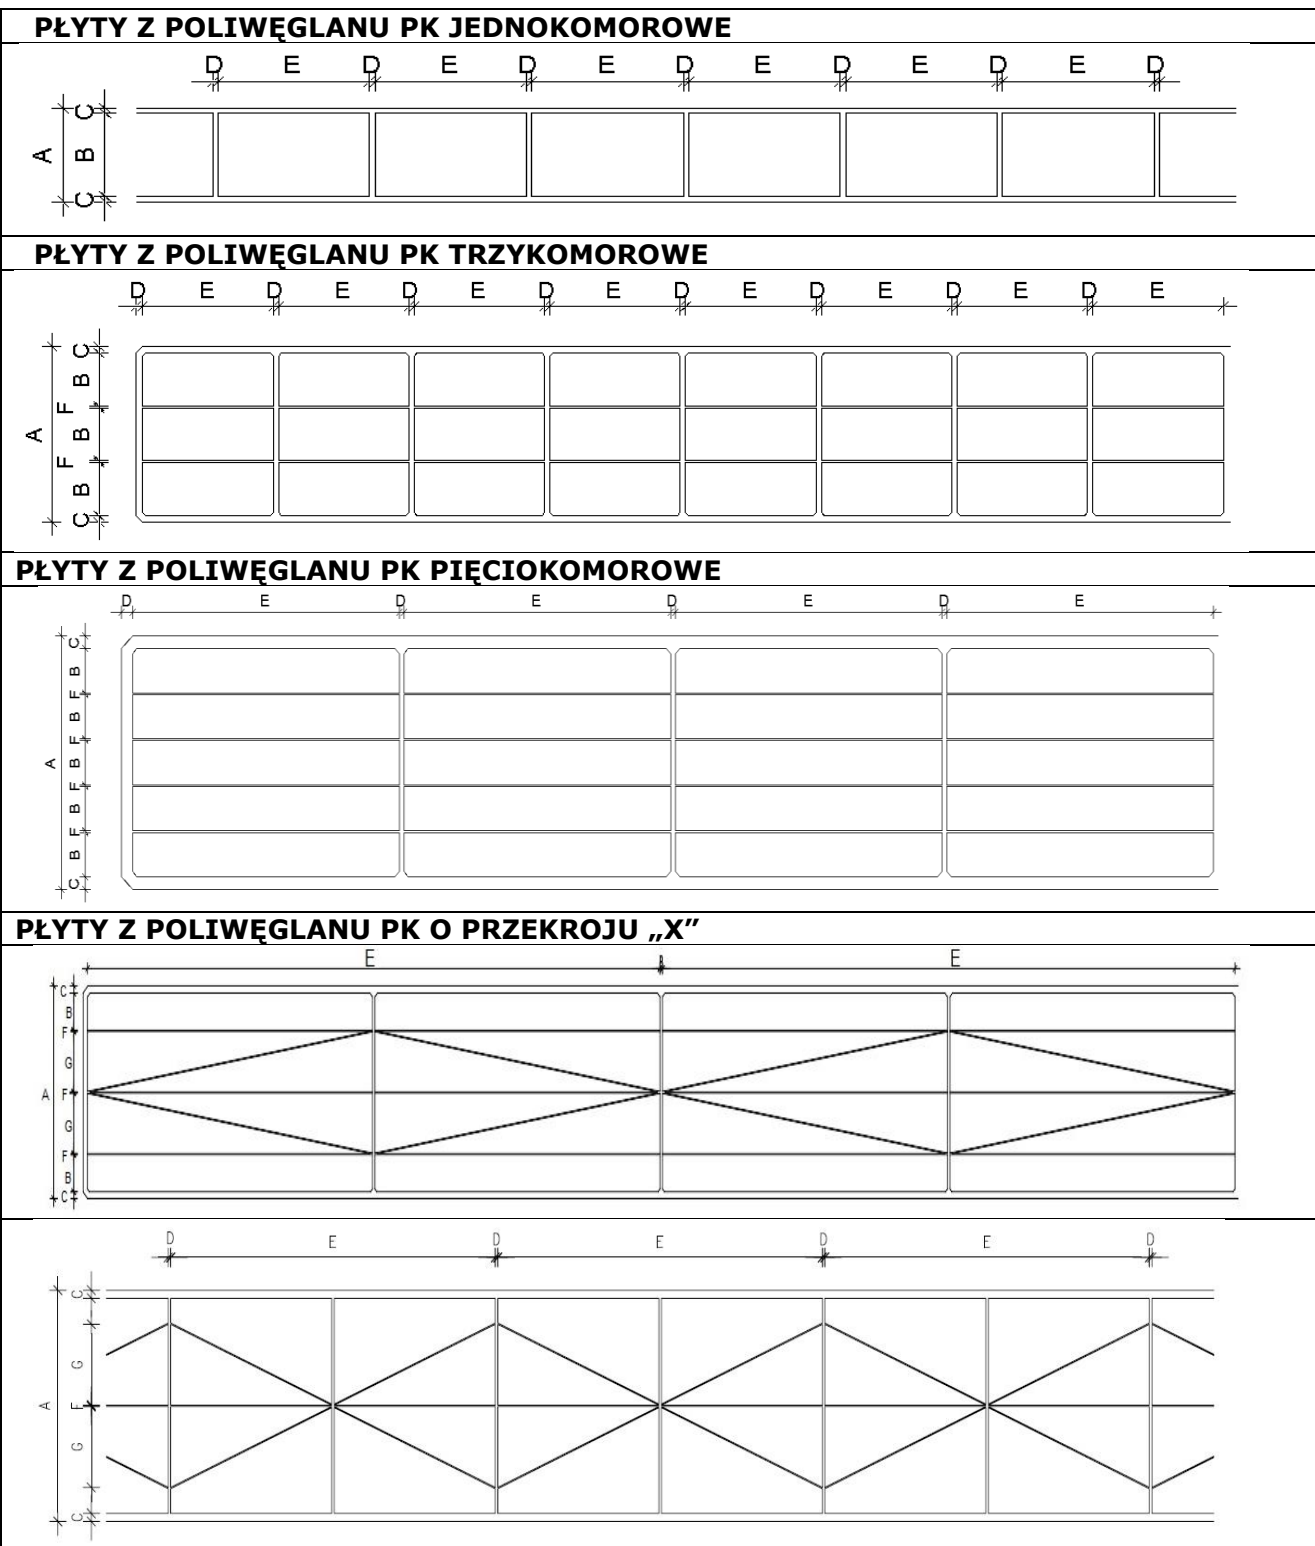 PŁYTY Z POLIWĘGLANU PK JEDNOKOMOROWE
D E D E D E D E D E D E D
C
B
A
C
PŁYTY Z POLIWĘGLANU PK TRZYKOMOROWE
D E D E D E D E D E D E D E D E
C
B
F
A
B
F
B
C
PŁYTY Z POLIWĘGLANU PK PIĘCIOKOMOROWE
D E D E D E D E
C
B
F
B
F
A
B
F
B
F
B
C
PŁYTY Z POLIWĘGLANU PK O PRZEKROJU „X”
E E
C
B
F
G
A F
G
F
B
C
D E D E D E D
C
G
A
F
G
C